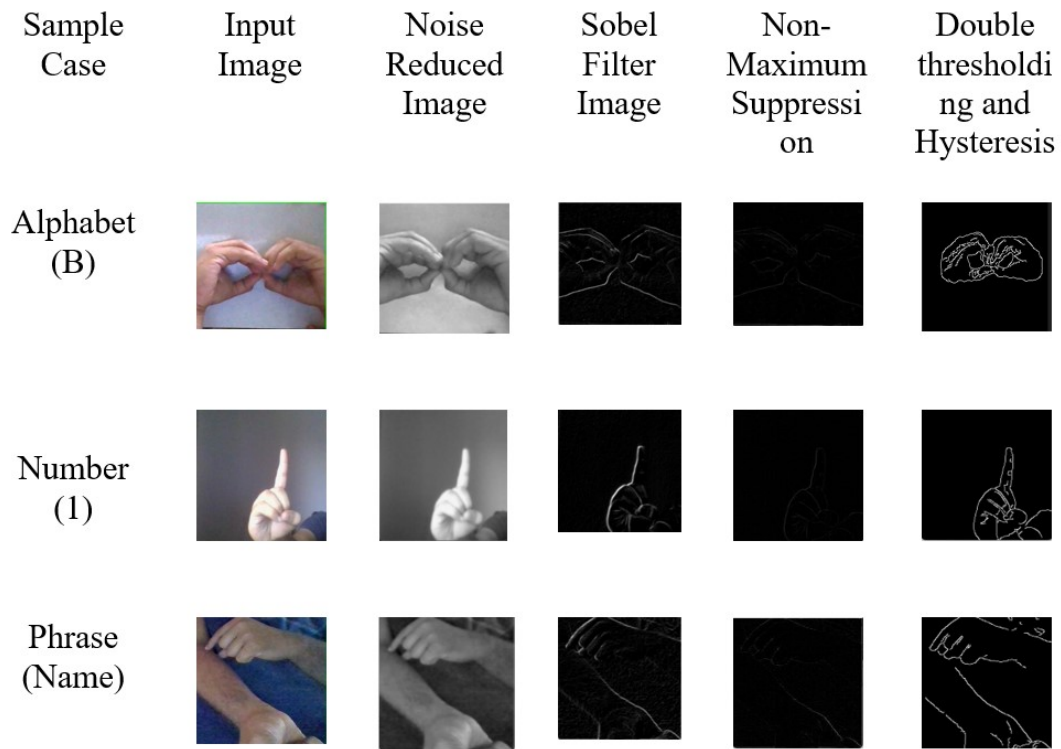 Sample Case
Input Image
Noise Reduced Image
Sobel Filter Image
Non-Maximum Suppressi on
Double thresholdi ng and Hysteresis
Alphabet (B)
Number (1)
Phrase (Name)